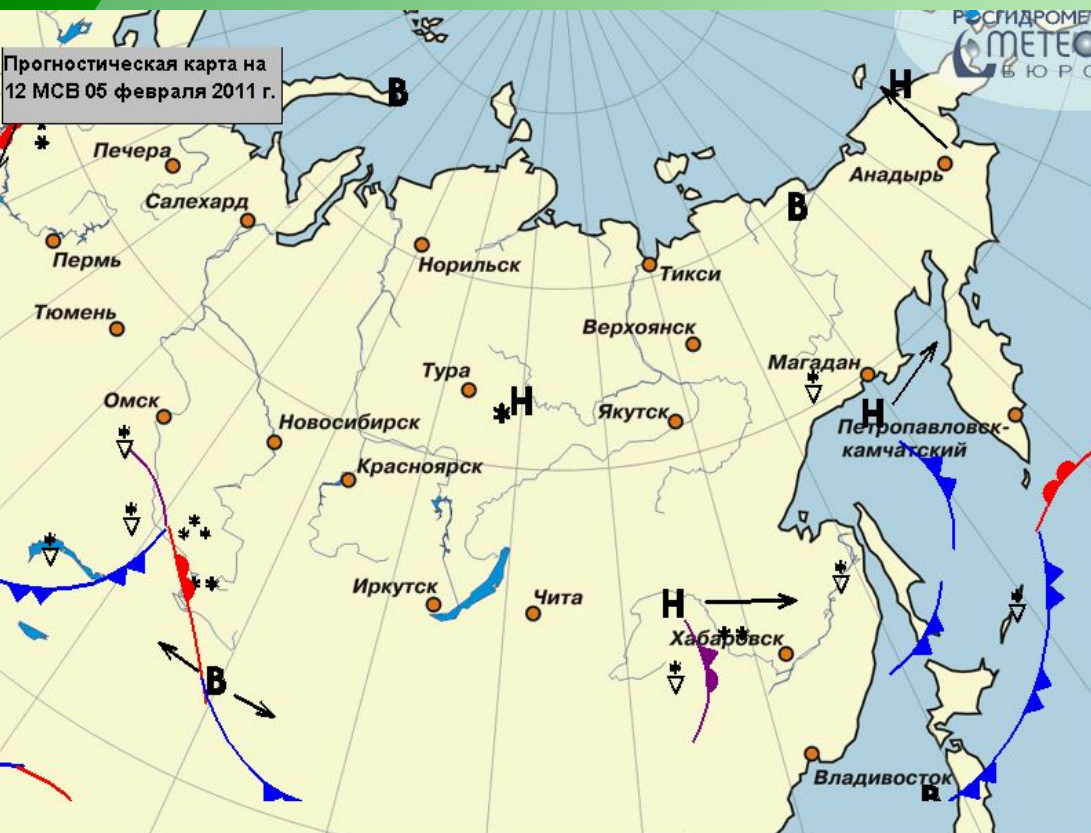 РОСГИДРОМЕ
МЕТЕО
БЮРО
Прогностическая карта на
12 МСВ 05 февраля 2011 г.
В
Н
Печера
Анадырь
Салехард
В
Пермь
Норильск
Тикси
Тюмень
Верхоянск
Магадан
Тура
Н
Омск
Якутск
Н
Новосибирск
Петропавловск-
камчатский
Красноярск
Иркутск
Чита
Н
Хабаровск
В
Владивосток
В